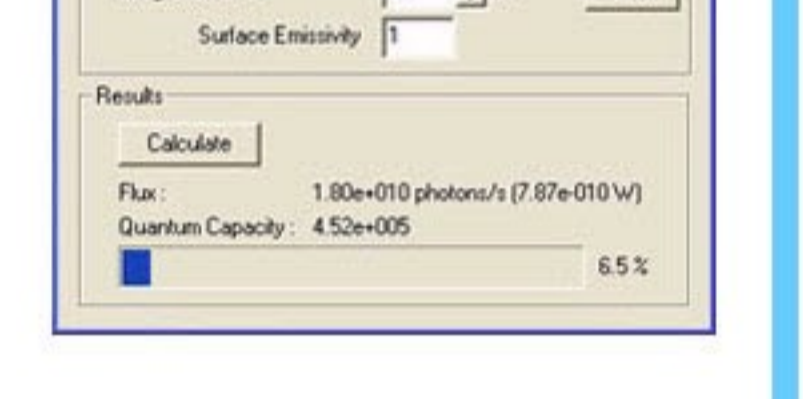 Surface Emissivity 1
Results
Calculate
Flux : 1.80e+010 photons/s (7.87e-010 W)
Quantum Capacity : 4.52e+005
6.5 %